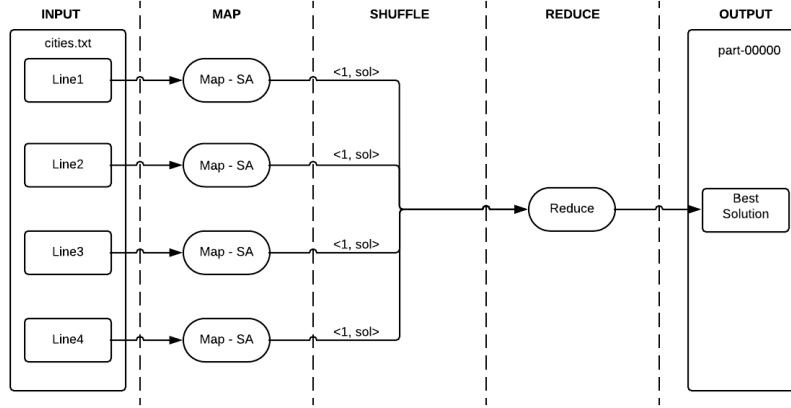 INPUT
MAP
SHUFFLE
REDUCE
OUTPUT
cities.txt
part-00000
Line1
Map - SA
<1, sol>
Line2
Map - SA
<1, sol>
Reduce
Best
Solution
Line3
Map - SA
<1, sol>
Line4
Map - SA
<1, sol>